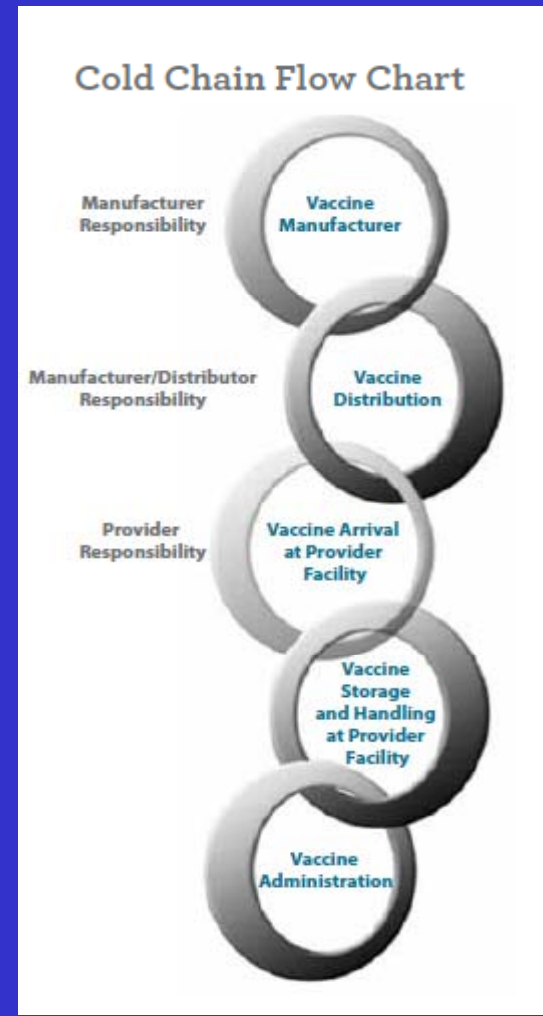 Cold Chain Flow Chart
Manufacturer
Responsibility
Vaccine
Manufacturer
Manufacturer/Distributor
Responsibility
Vaccine
Distribution
Provider
Responsibility
Vaccine Arrival
at Provider
Facility
Vaccine
Storage
and Handling
at Provider
Facility
Vaccine
Administration